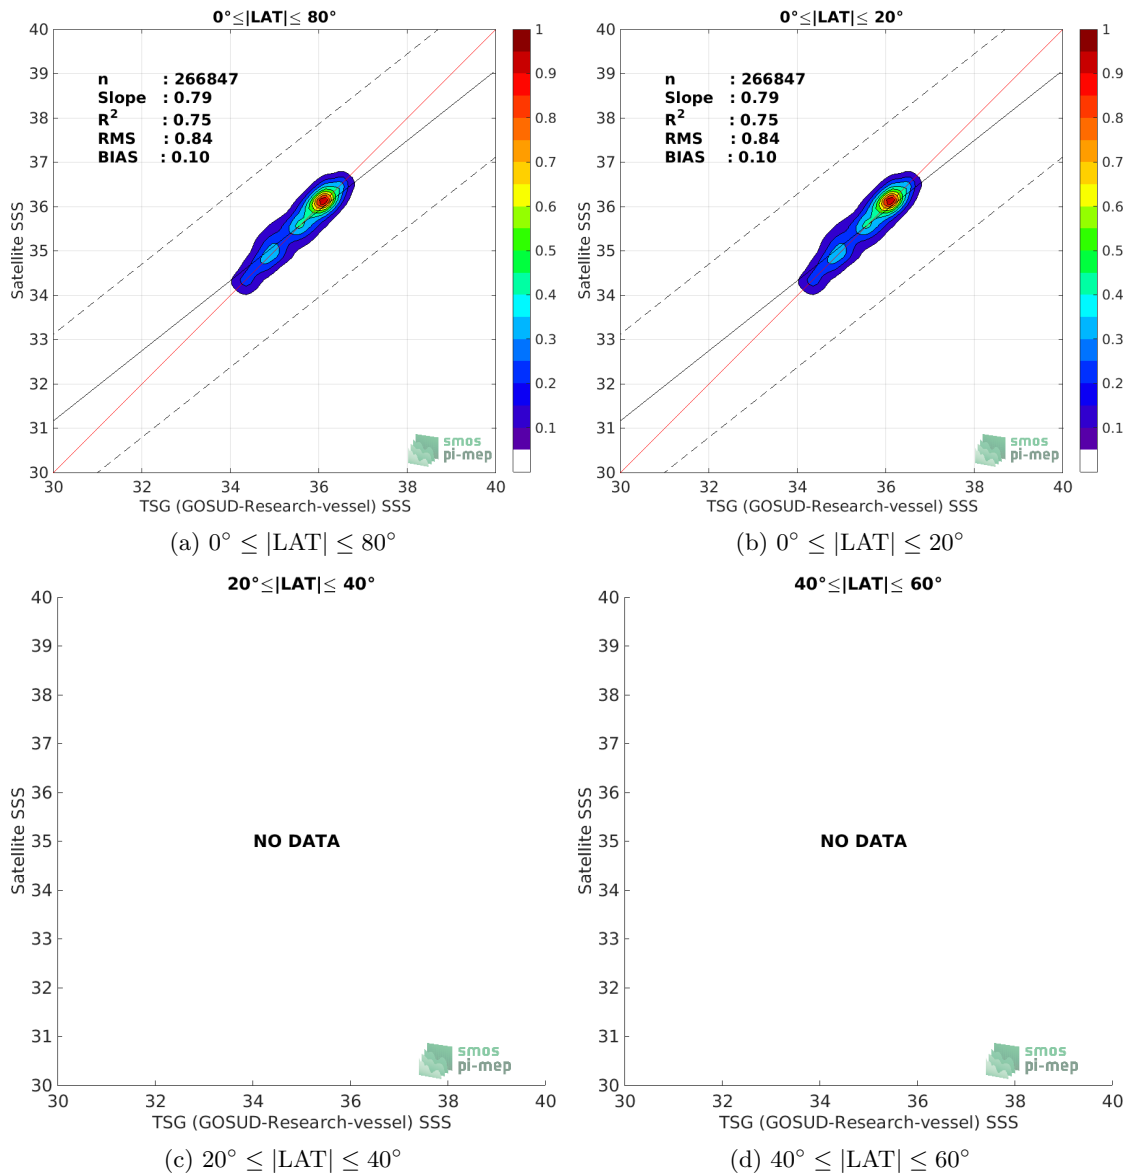 0°≤|LAT|≤ 80°
n : 266847
Slope : 0.79
R² : 0.75
RMS : 0.84
BIAS : 0.10
40
39
38
37
36
35
34
33
32
31
30
Satellite SSS
30 32 34 36 38 40
TSG (GOSUD-Research-vessel) SSS
1
0.9
0.8
0.7
0.6
0.5
0.4
0.3
0.2
0.1
smos
pi-mep
(a) 0° ≤ |LAT| ≤ 80°
0°≤|LAT|≤ 20°
n : 266847
Slope : 0.79
R² : 0.75
RMS : 0.84
BIAS : 0.10
40
39
38
37
36
35
34
33
32
31
30
Satellite SSS
30 32 34 36 38 40
TSG (GOSUD-Research-vessel) SSS
1
0.9
0.8
0.7
0.6
0.5
0.4
0.3
0.2
0.1
smos
pi-mep
(b) 0° ≤ |LAT| ≤ 20°
20°≤|LAT|≤ 40°
40
39
38
37
36
35
34
33
32
31
30
Satellite SSS
NO DATA
smos
pi-mep
30 32 34 36 38 40
TSG (GOSUD-Research-vessel) SSS
(c) 20° ≤ |LAT| ≤ 40°
40°≤|LAT|≤ 60°
40
39
38
37
36
35
34
33
32
31
30
Satellite SSS
NO DATA
smos
pi-mep
30 32 34 36 38 40
TSG (GOSUD-Research-vessel) SSS
(d) 40° ≤ |LAT| ≤ 60°